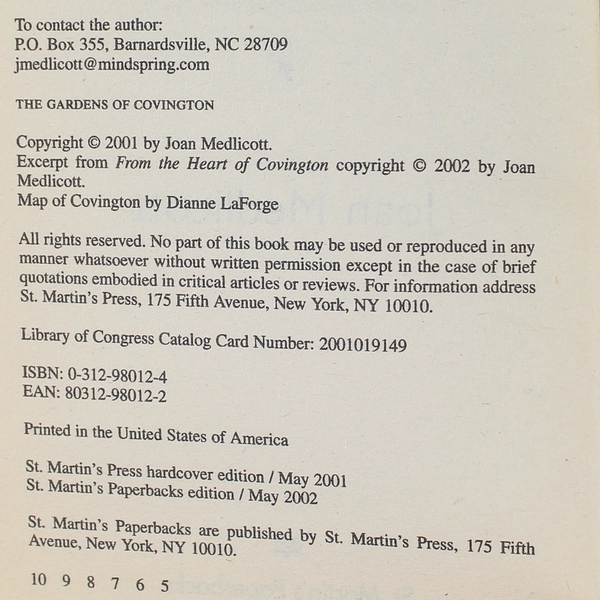 To contact the author:
P.O. Box 355, Barnardsville, NC 28709
jmedlicott@mindspring.com
THE GARDENS OF COVINGTON
Copyright © 2001 by Joan Medlicott.
Excerpt from From the Heart of Covington copyright © 2002 by Joan
Medlicott.
Map of Covington by Dianne LaForge
All rights reserved. No part of this book may be used or reproduced in any
manner whatsoever without written permission except in the case of brief
quotations embodied in critical articles or reviews. For information address
St. Martin's Press, 175 Fifth Avenue, New York, NY 10010.
Library of Congress Catalog Card Number: 2001019149
ISBN: 0-312-98012-4
EAN: 80312-98012-2
Printed in the United States of America
St. Martin's Press hardcover edition / May 2001
St. Martin's Paperbacks edition / May 2002
St. Martin's Paperbacks are published by St. Martin's Press, 175 Fifth
Avenue, New York, NY 10010.
10 9 8 7 6 5